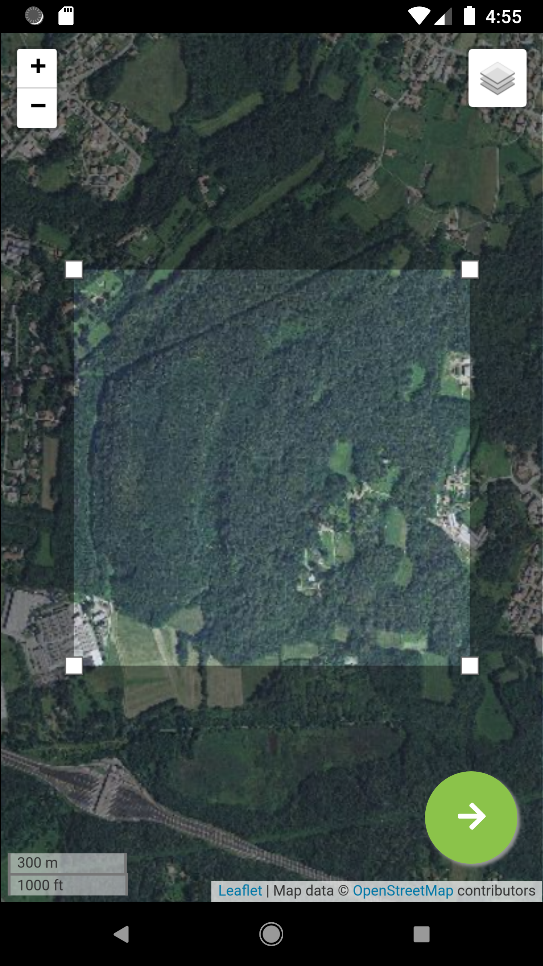 4:55
+
−
300 m
1000 ft
Leaflet | Map data © OpenStreetMap contributors